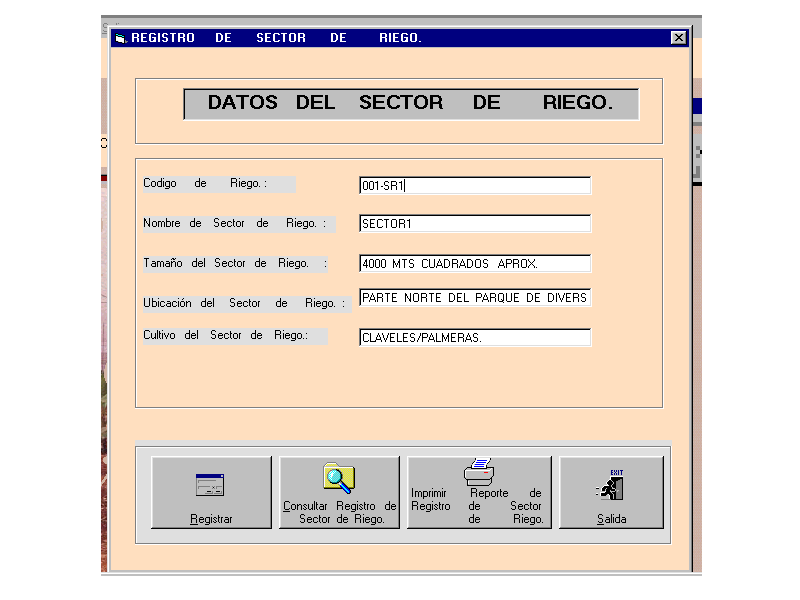 REGISTRO DE SECTOR DE RIEGO.
DATOS DEL SECTOR DE RIEGO.
Codigo de Riego. : 001-SR1
Nombre de Sector de Riego. : SECTOR1
Tamaño del Sector de Riego. : 4000 MTS CUADRADOS APROX.
Ubicación del Sector de Riego. : PARTE NORTE DEL PARQUE DE DIVERS
Cultivo del Sector de Riego.: CLAVELES/PALMERAS.
Registrar
Consultar Registro de
Sector de Riego.
Imprimir Reporte de
Registro de Sector
de Riego.
EXIT
Salida